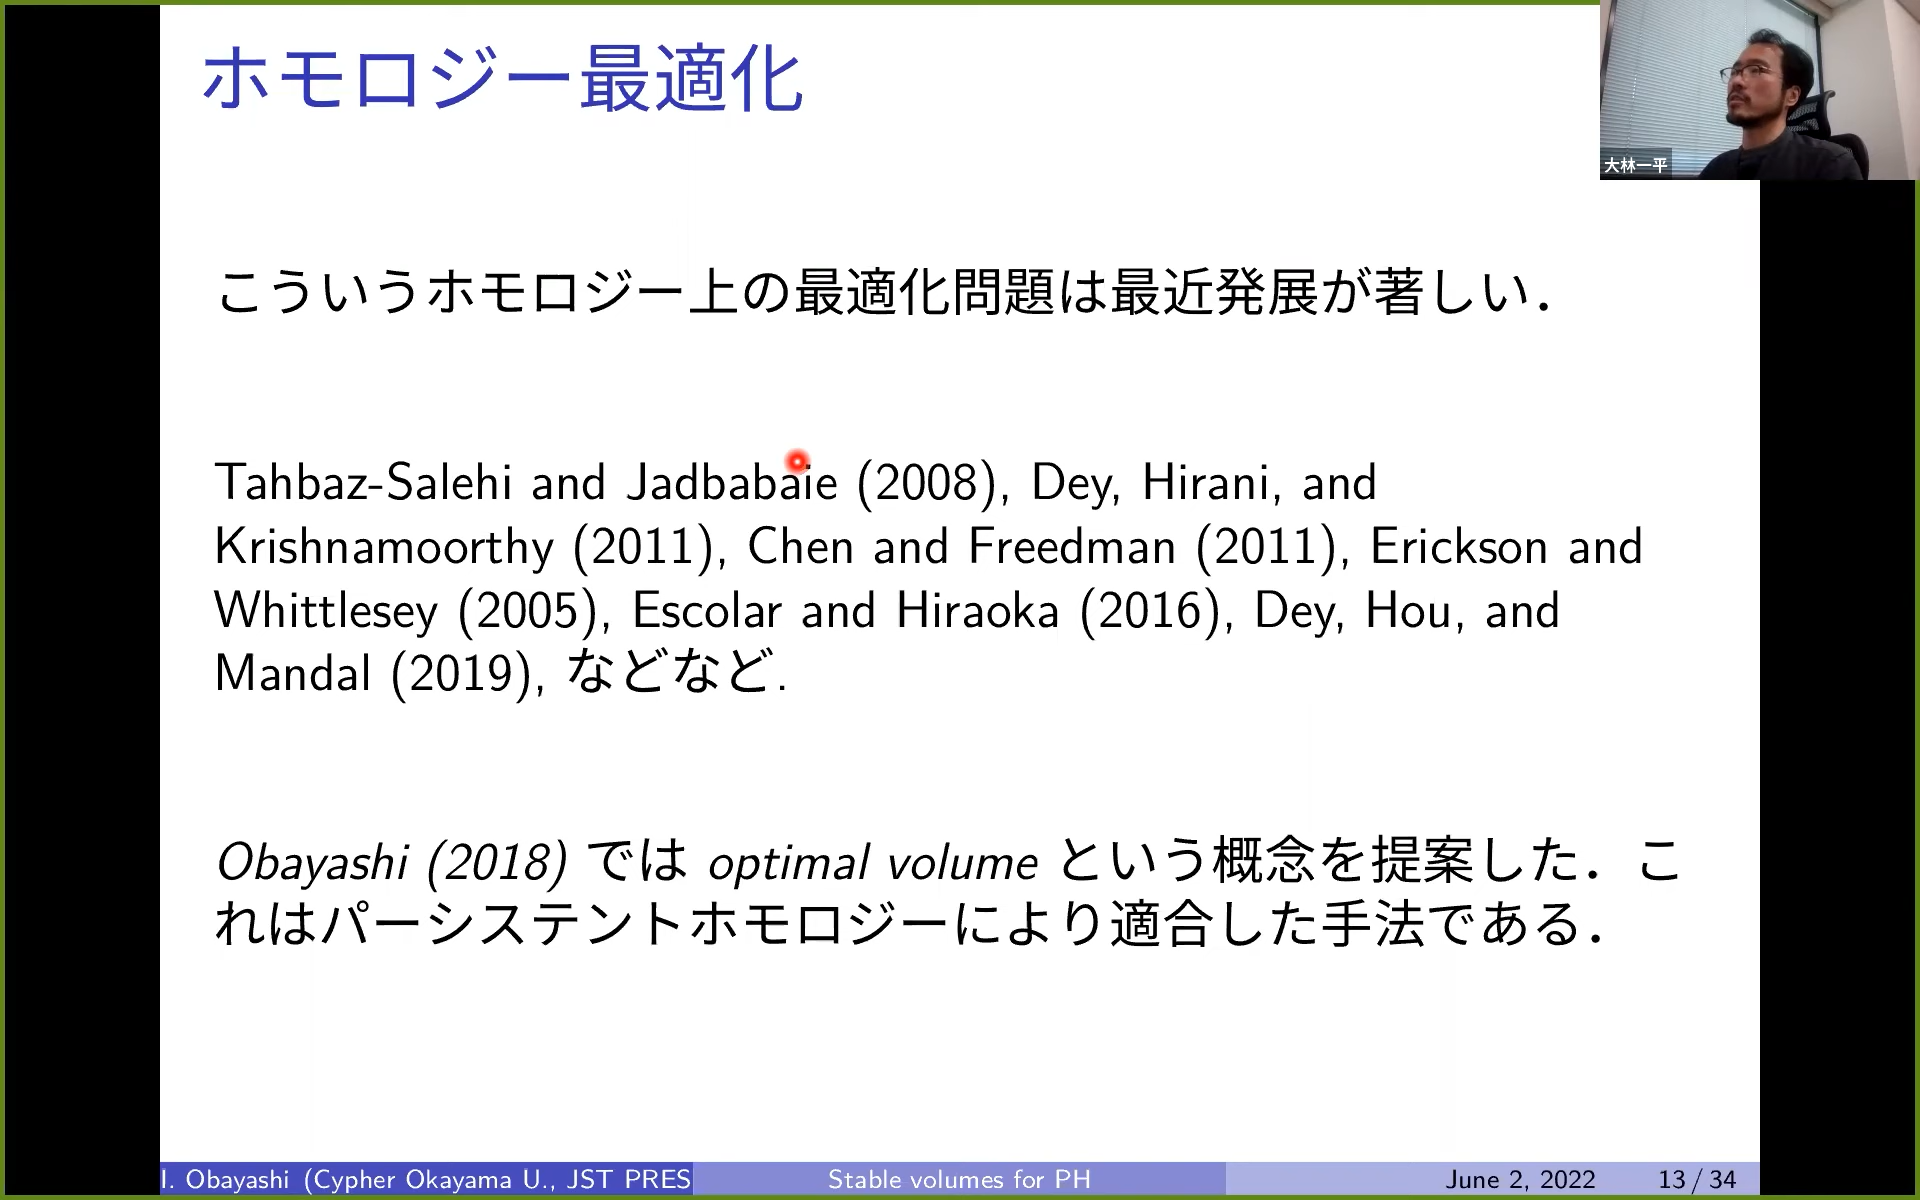 ホモロジー最適化
大林一平
こういうホモロジー上の最適化問題は最近発展が著しい．
Tahbaz-Salehi and Jadbabaie (2008), Dey, Hirani, and
Krishnamoorthy (2011), Chen and Freedman (2011), Erickson and
Whittlesey (2005), Escolar and Hiraoka (2016), Dey, Hou, and
Mandal (2019), などなど.
Obayashi (2018) では optimal volume という概念を提案した．こ
れはパーシステントホモロジーにより適合した手法である．
I. Obayashi (Cypher Okayama U., JST PRES
Stable volumes for PH
June 2, 2022
13 / 34